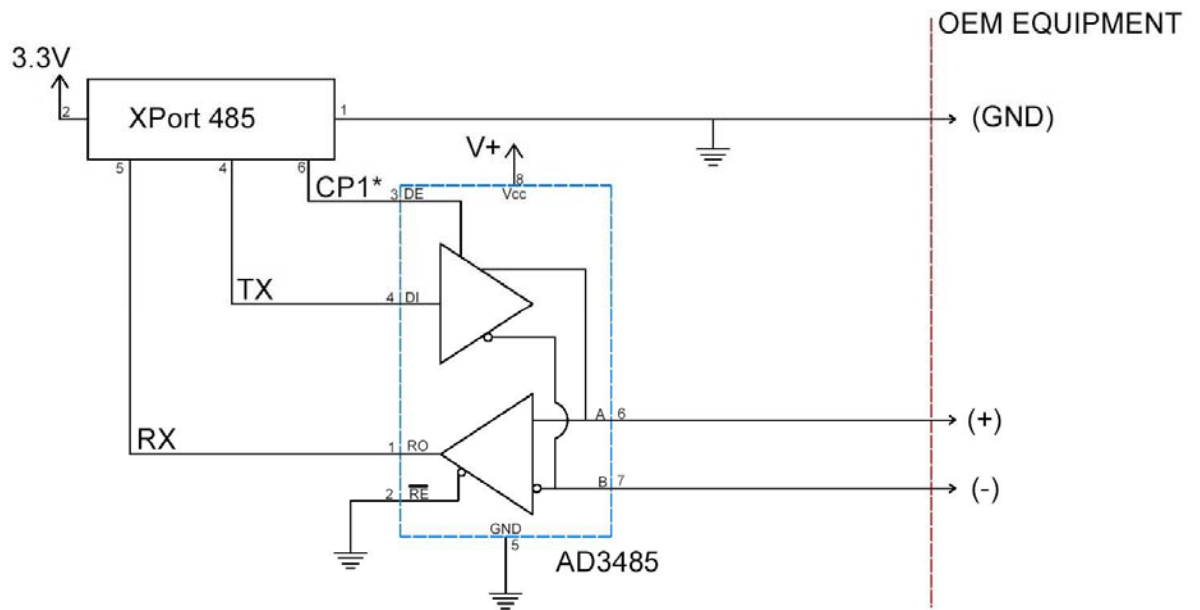 OEM EQUIPMENT
3.3V
2
XPort 485
1
(GND)
5
4
6
CP1*
V+
8
Vcc
3
DE
TX
4
DI
A
6
(+)
RX
1
RO
2
RE
B
7
(-)
GND
5
AD3485